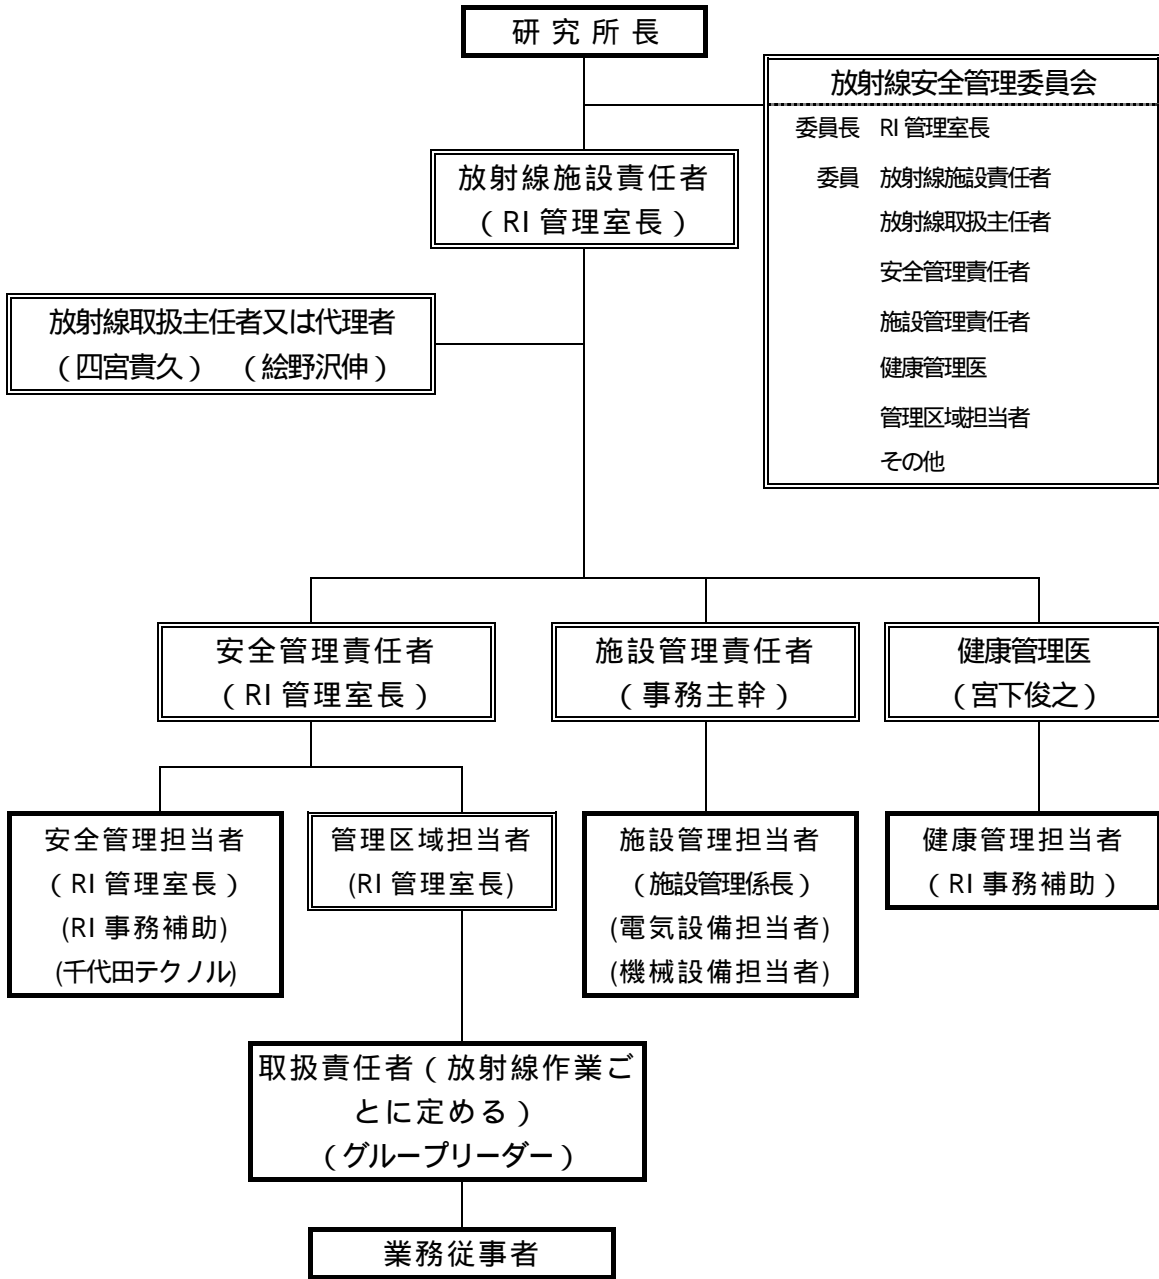 研究所長
放射線安全管理委員会
委員長 RI管理室長
委員 放射線施設責任者
放射線取扱主任者
安全管理責任者
施設管理責任者
健康管理医
管理区域担当者
その他
放射線施設責任者
（RI管理室長）
放射線取扱主任者又は代理者
（四宮貴久） （絵野沢伸）
安全管理責任者
（RI管理室長）
施設管理責任者
（事務主幹）
健康管理医
（宮下俊之）
安全管理担当者
（RI管理室長）
(RI事務補助)
(千代田テクノル)
管理区域担当者
(RI管理室長)
施設管理担当者
（施設管理係長）
(電気設備担当者)
(機械設備担当者)
健康管理担当者
（RI事務補助）
取扱責任者（放射線作業ご
とに定める）
（グループリーダー）
業務従事者